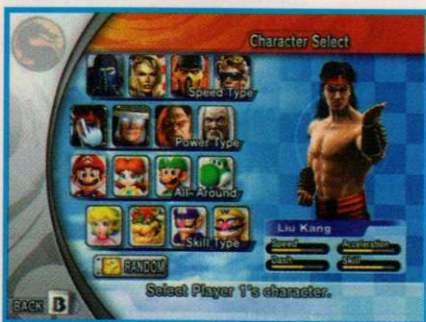 Character Select
Speed Type
Power Type
All-Around
Skill Type
RANDOM
Liu Kang
Speed
Acceleration
Dash
Skill
Select Player 1's character.
BACK B